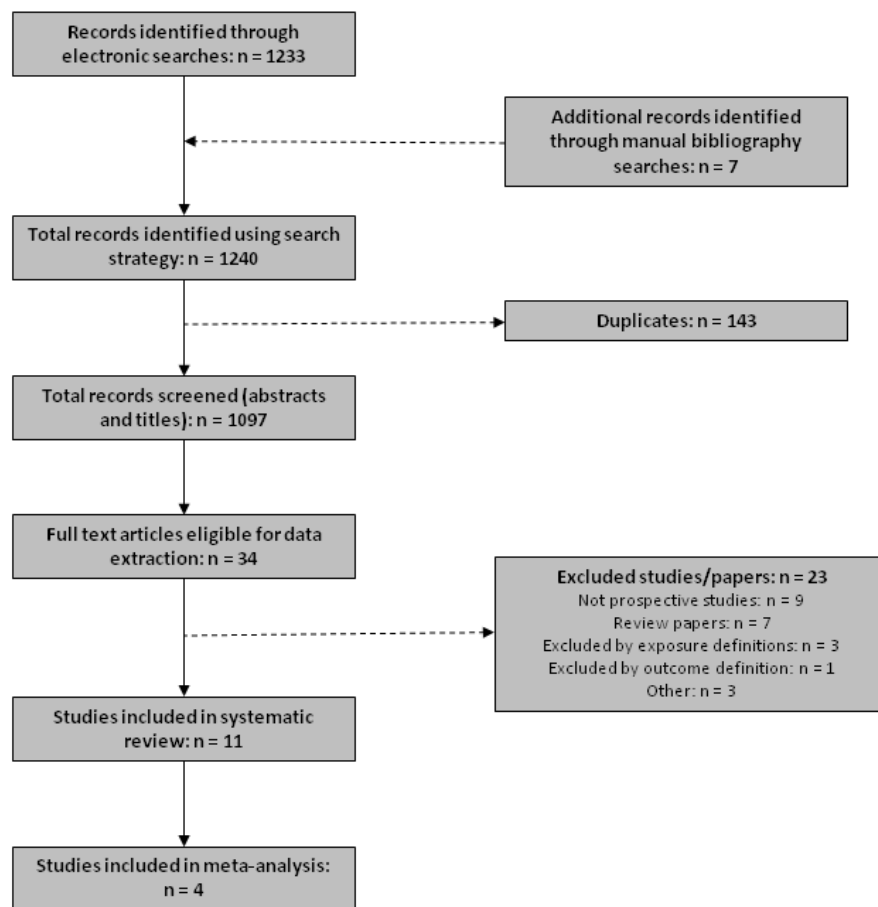 Records identified through
electronic searches: n = 1233
Additional records identified
through manual bibliography
searches: n = 7
Total records identified using search
strategy: n = 1240
Duplicates: n = 143
Total records screened (abstracts
and titles): n = 1097
Full text articles eligible for data
extraction: n = 34
Excluded studies/papers: n = 23
Not prospective studies: n = 9
Review papers: n = 7
Excluded by exposure definitions: n = 3
Excluded by outcome definition: n = 1
Other: n = 3
Studies included in systematic
review: n = 11
Studies included in meta-analysis:
n = 4